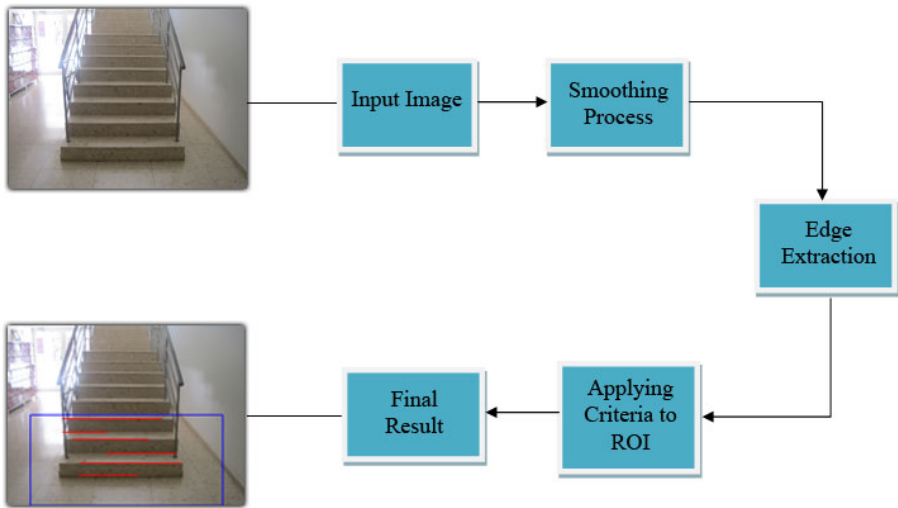 Input Image
Smoothing
Process
Edge
Extraction
Applying
Criteria to
ROI
Final
Result